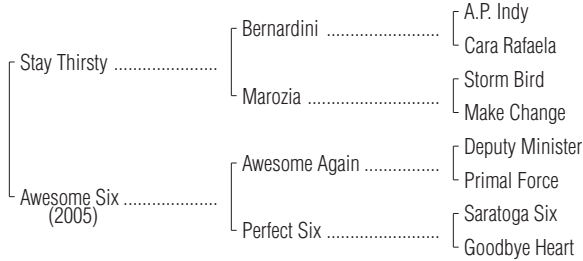 A.P. Indy
Bernardini
Cara Rafaela
Stay Thirsty
Storm Bird
Marozia
Make Change
Deputy Minister
Awesome Again
Primal Force
Awesome Six
(2005)
Saratoga Six
Perfect Six
Goodbye Heart